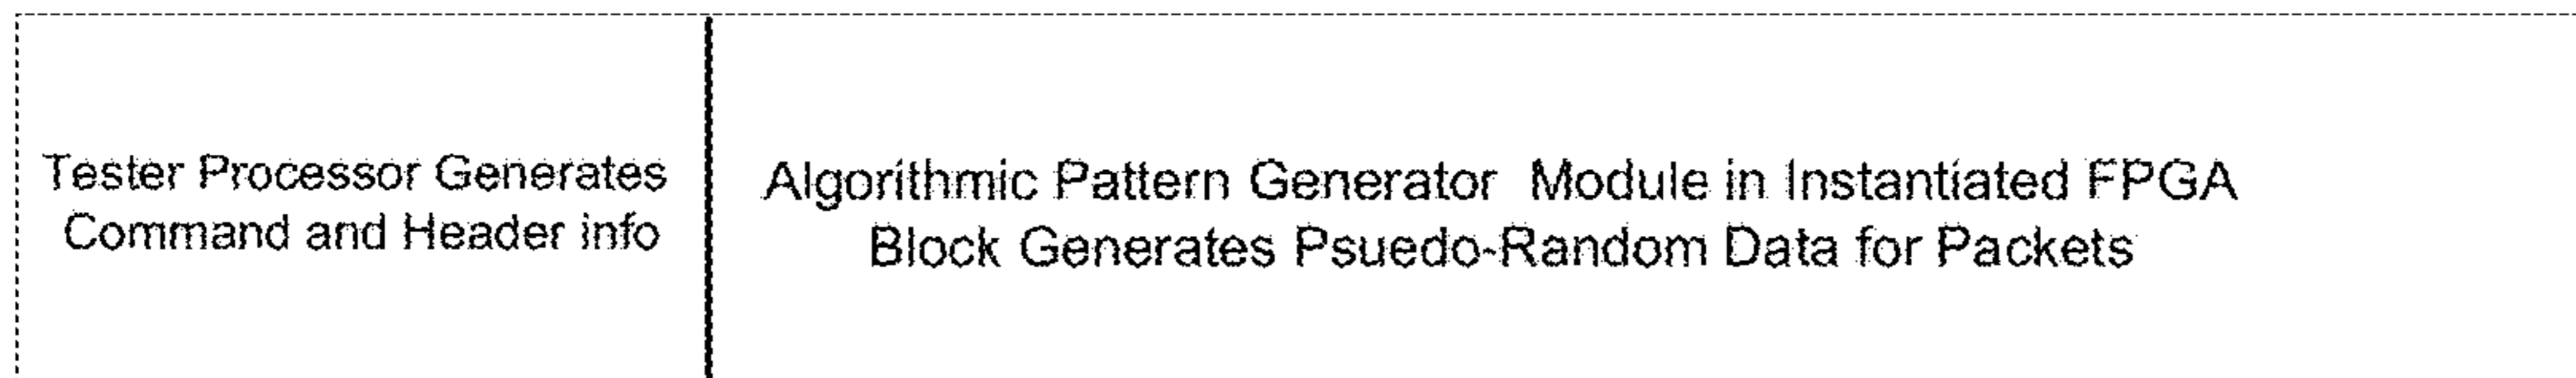 Tester Processor Generates
Command and Header info
Algorithmic Pattern Generator Module in Instantiated FPGA
Block Generates Psuedo-Random Data for Packets